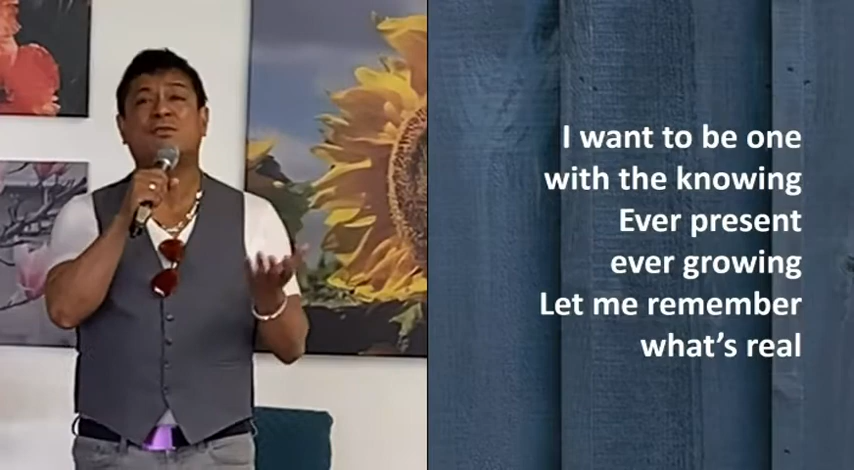 I want to be one
with the knowing
Ever present
ever growing
Let me remember
what’s real